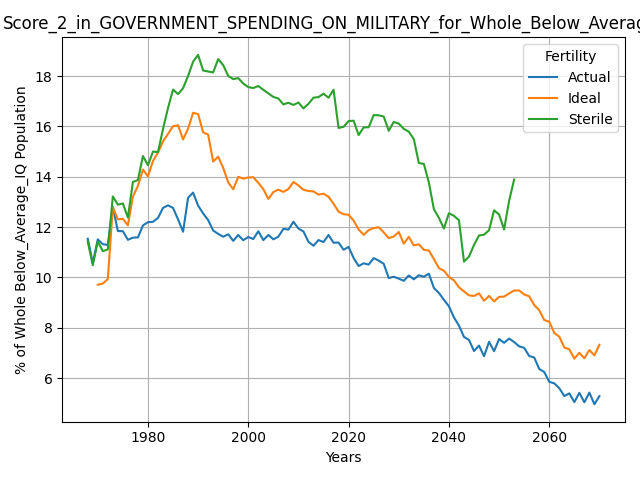 Score_2_in_GOVERNMENT_SPENDING_ON_MILITARY_for_Whole_Below_Averag
Fertility
Actual
Ideal
Sterile
% of Whole Below_Average_IQ Population
18
16
14
12
10
8
6
1980
2000
2020
2040
2060
Years